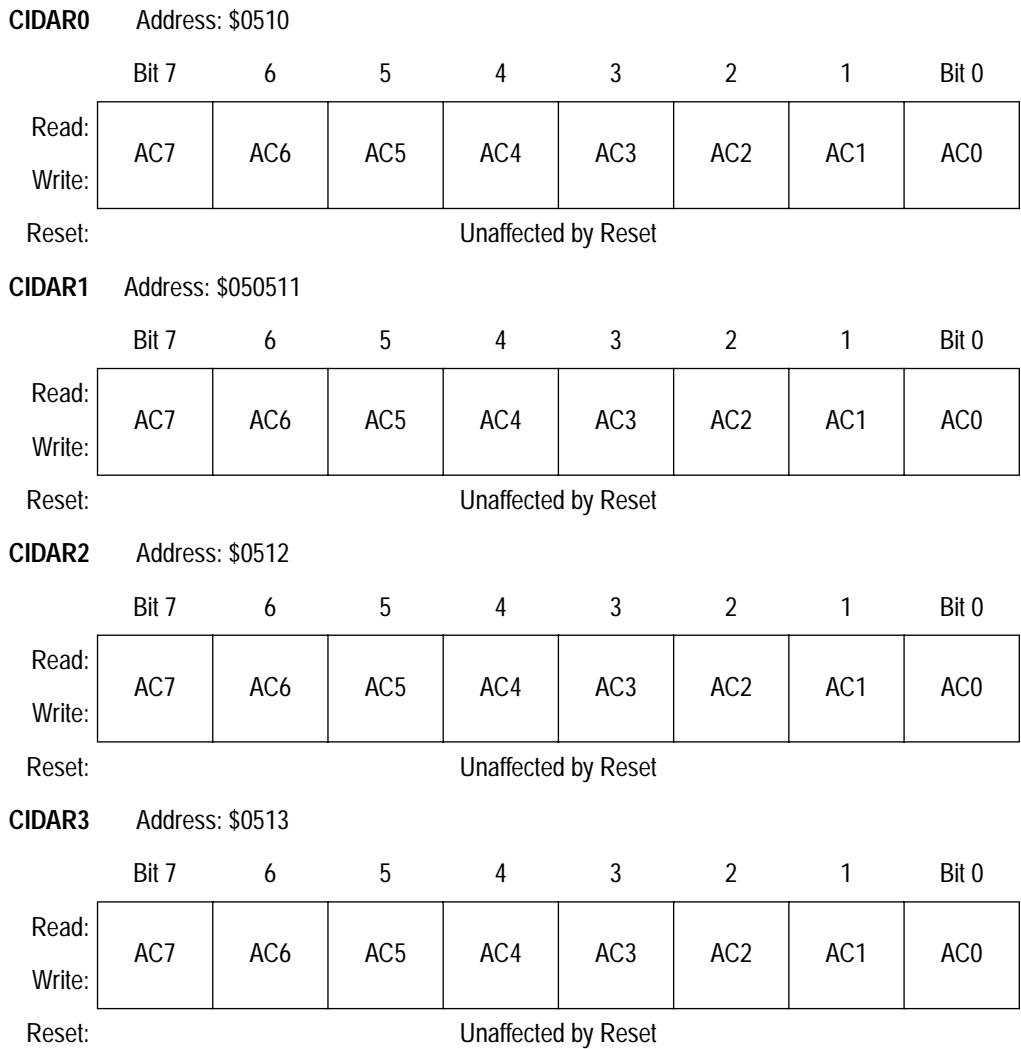 CIDAR0 Address: $0510
Bit 7 6 5 4 3 2 1 Bit 0
Read:
AC7 AC6 AC5 AC4 AC3 AC2 AC1 AC0
Write:
Reset: Unaffected by Reset
CIDAR1 Address: $050511
Bit 7 6 5 4 3 2 1 Bit 0
Read:
AC7 AC6 AC5 AC4 AC3 AC2 AC1 AC0
Write:
Reset: Unaffected by Reset
CIDAR2 Address: $0512
Bit 7 6 5 4 3 2 1 Bit 0
Read:
AC7 AC6 AC5 AC4 AC3 AC2 AC1 AC0
Write:
Reset: Unaffected by Reset
CIDAR3 Address: $0513
Bit 7 6 5 4 3 2 1 Bit 0
Read:
AC7 AC6 AC5 AC4 AC3 AC2 AC1 AC0
Write:
Reset: Unaffected by Reset